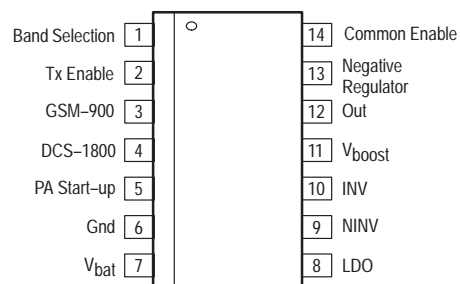 Band Selection 1
Tx Enable 2
GSM–900 3
DCS–1800 4
PA Start–up 5
Gnd 6
Vbat 7
14 Common Enable
13 Negative
Regulator
12 Out
11 Vboost
10 INV
9 NINV
8 LDO